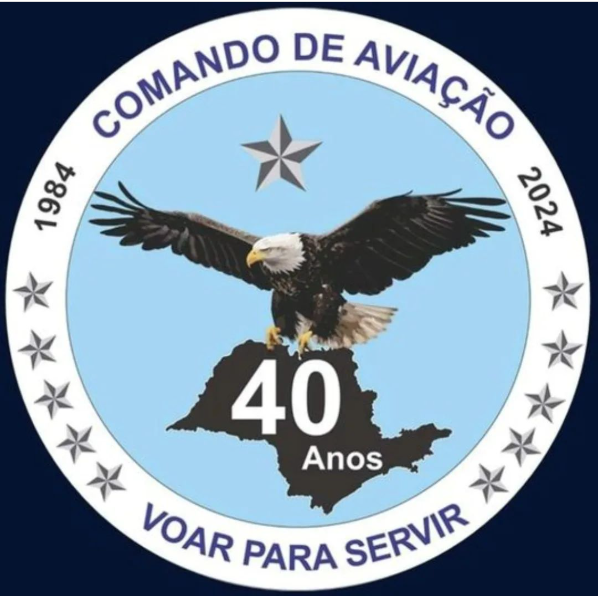 COMANDO DE AVIAÇÃO
1984
2024
40
Anos
VOAR PARA SERVIR